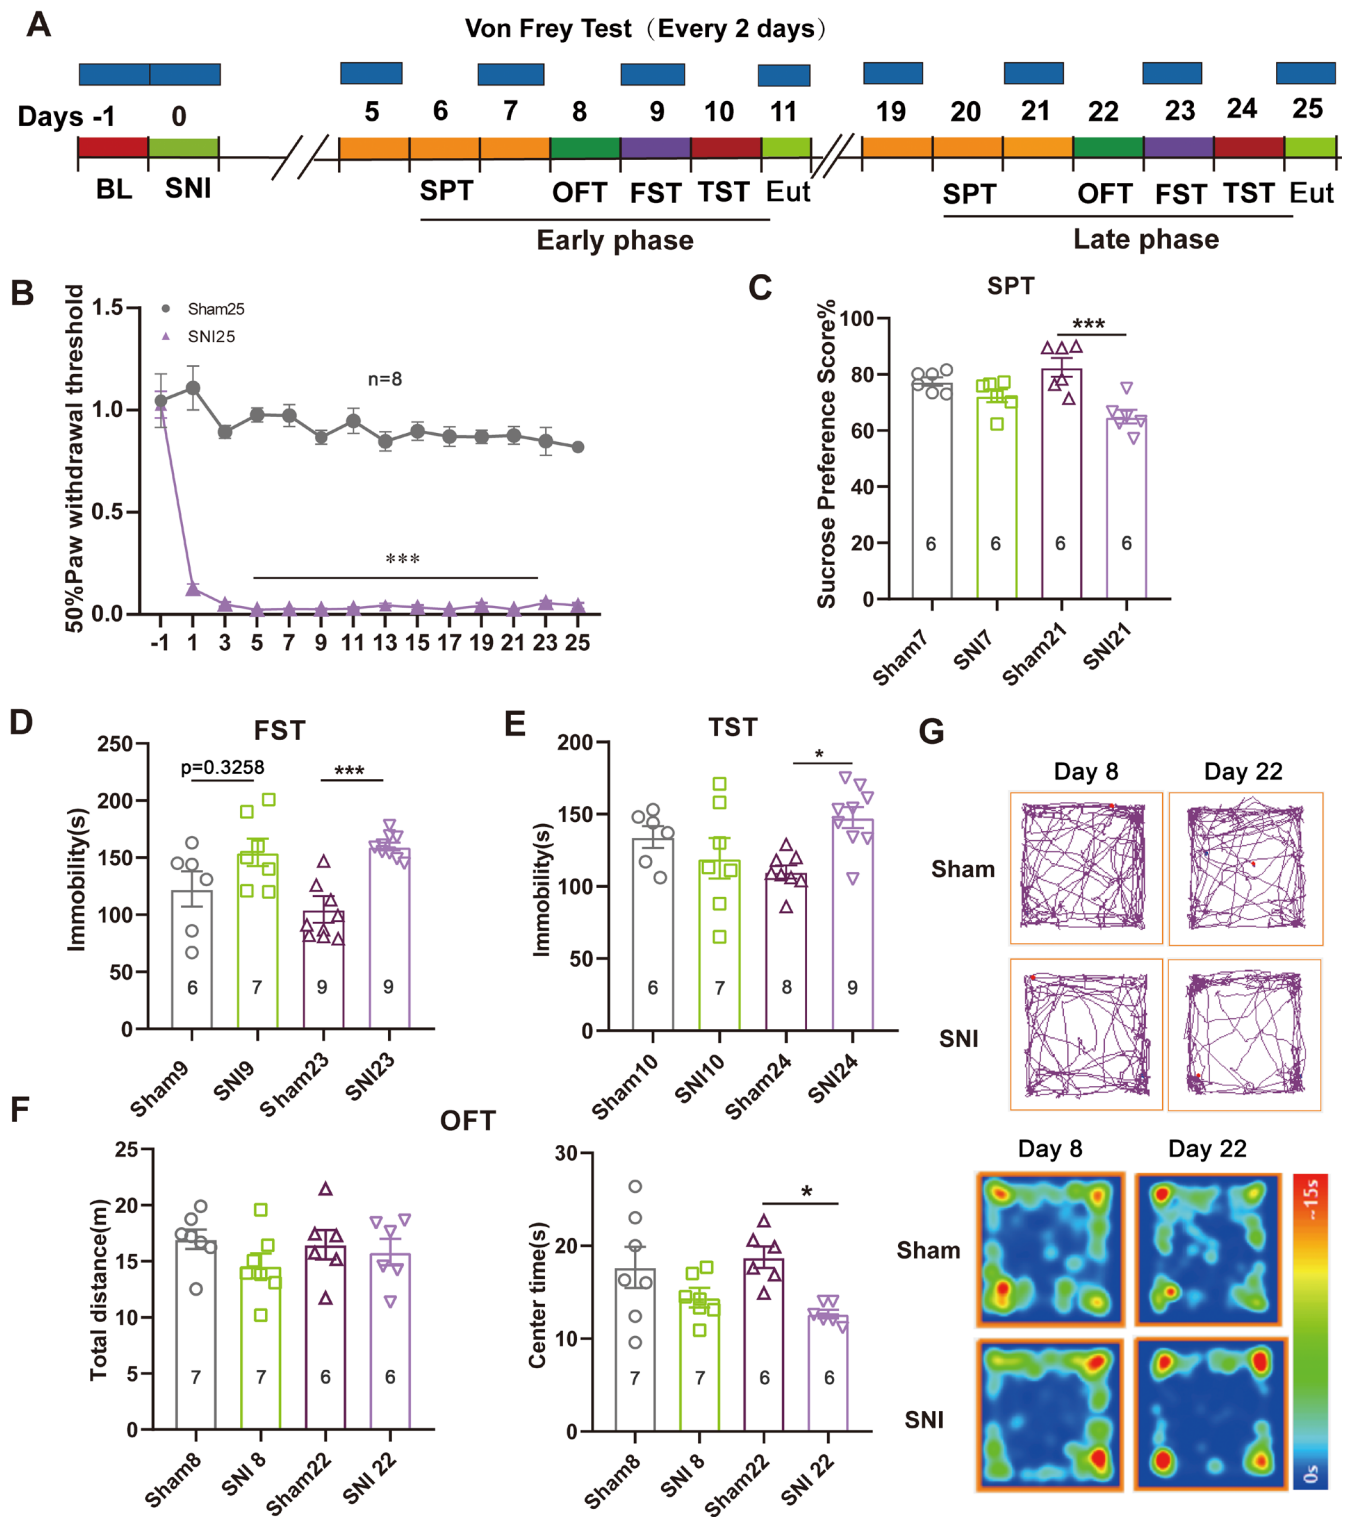 A
Von Frey Test（Every 2 days）
Days -1 0 5 6 7 8 9 10 11 19 20 21 22 23 24 25
BL SNI SPT OFT FST TST Eut SPT OFT FST TST Eut
Early phase Late phase
B
50%Paw withdrawal threshold
1.5
1.0
0.5
0.0
Sham25
SNI25
n=8
***
-1 1 3 5 7 9 11 13 15 17 19 21 23 25
C
SPT
Sucrose Preference Score%
100
80
60
40
20
0
***
6 6 6 6
Sham7 SNI7 Sham21 SNI21
D
FST
Immobility(s)
250
200
150
100
50
0
p=0.3258
***
6 7 9 9
Sham9 SNI9 Sham23 SNI23
E
TST
Immobility(s)
200
150
100
50
0
*
6 7 8 9
Sham10 SNI10 Sham24 SNI24
F
OFT
Total distance(m)
25
20
15
10
5
0
7 7 6 6
Sham8 SNI 8 Sham22 SNI 22
Center time(s)
30
20
10
0
*
7 7 6 6
Sham8 SNI 8 Sham22 SNI 22
G
Day 8 Day 22
Sham
SNI
Day 8 Day 22
Sham
SNI
~15s
0s